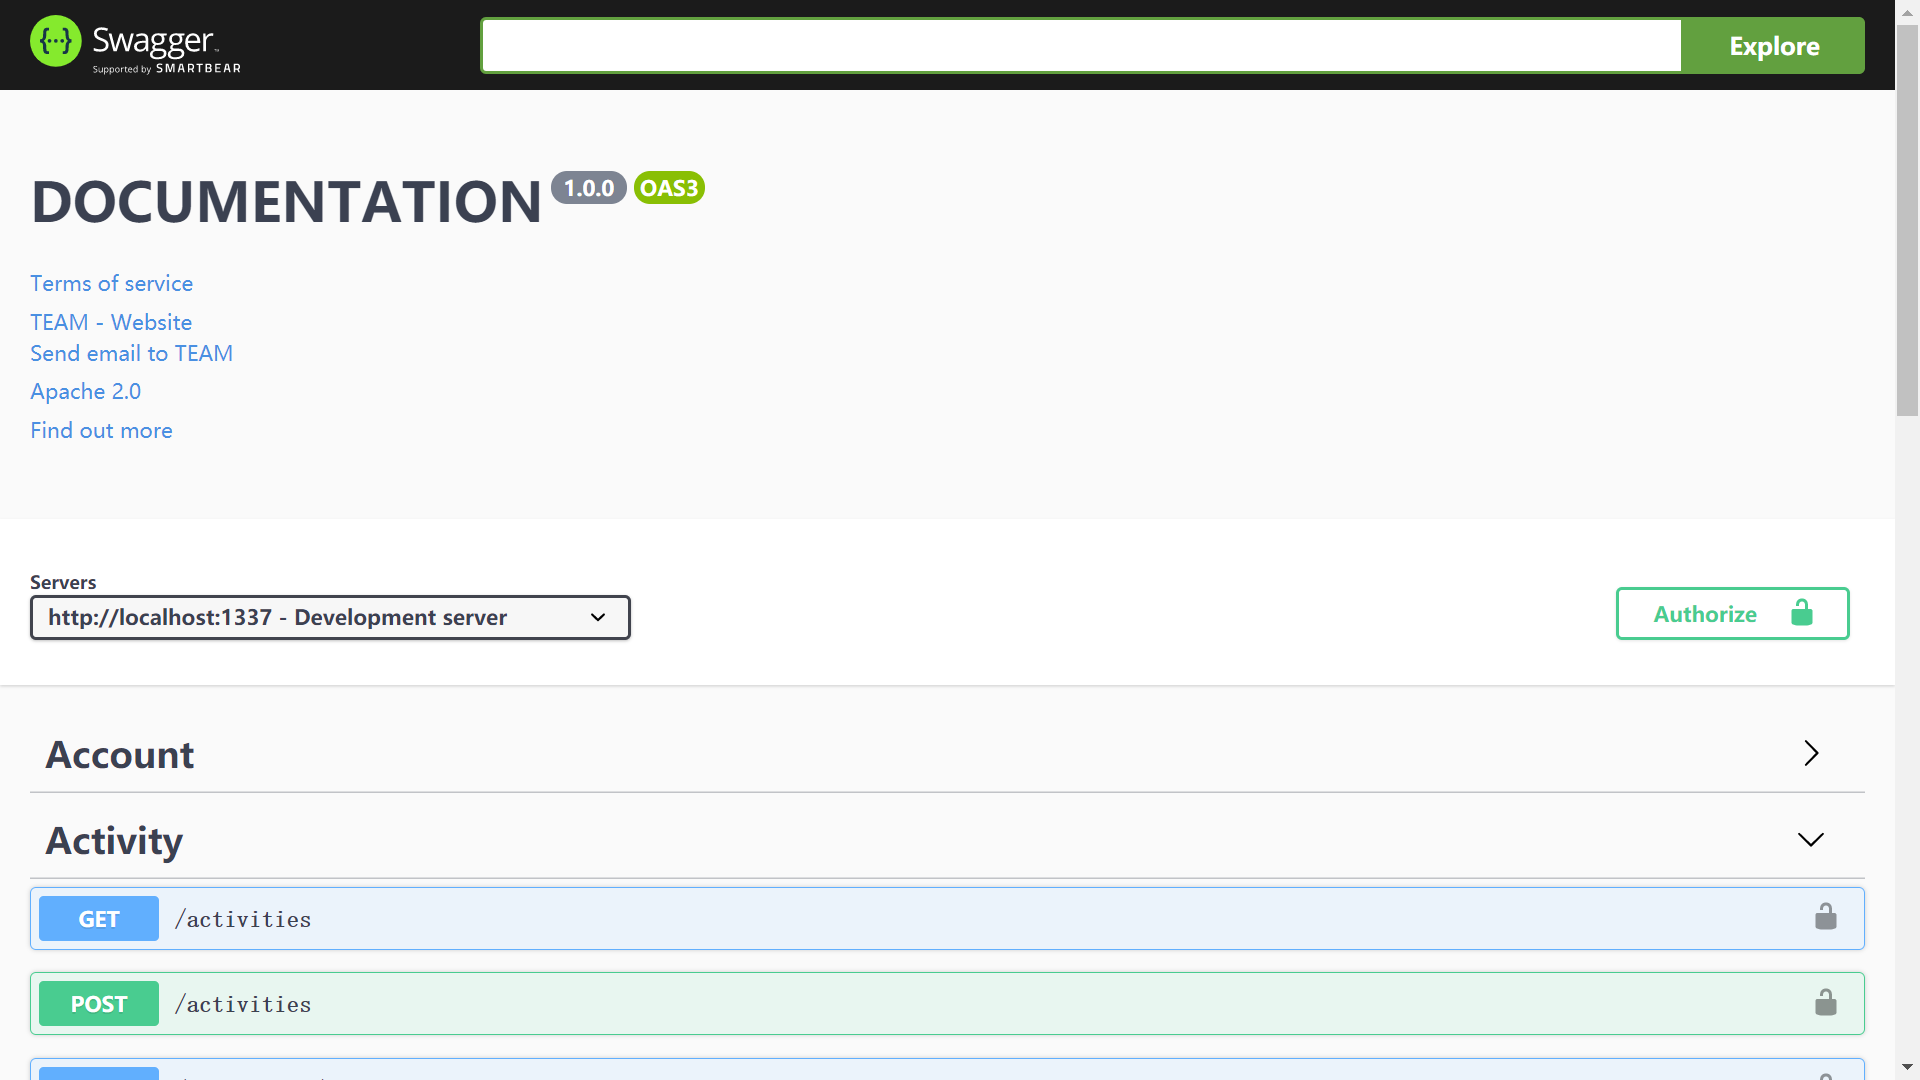 Swagger
Supported by SMARTBEAR
Explore
DOCUMENTATION 1.0.0 OAS3
Terms of service
TEAM - Website
Send email to TEAM
Apache 2.0
Find out more
Servers
http://localhost:1337 - Development server
Authorize
Account
Activity
GET /activities
POST /activities